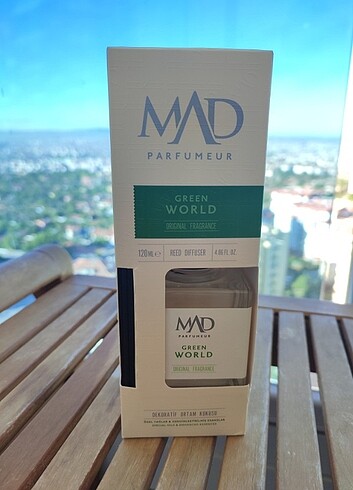 MAD
PARFUMEUR
GREEN
WORLD
ORIGINAL FRAGRANCE
120 ML e REED DIFFUSER 4.06 FL.OZ.
MAD
PARFUMEUR
GREEN
WORLD
ORIGINAL FRAGRANCE
DEKORATİF ORTAM KOKUSU